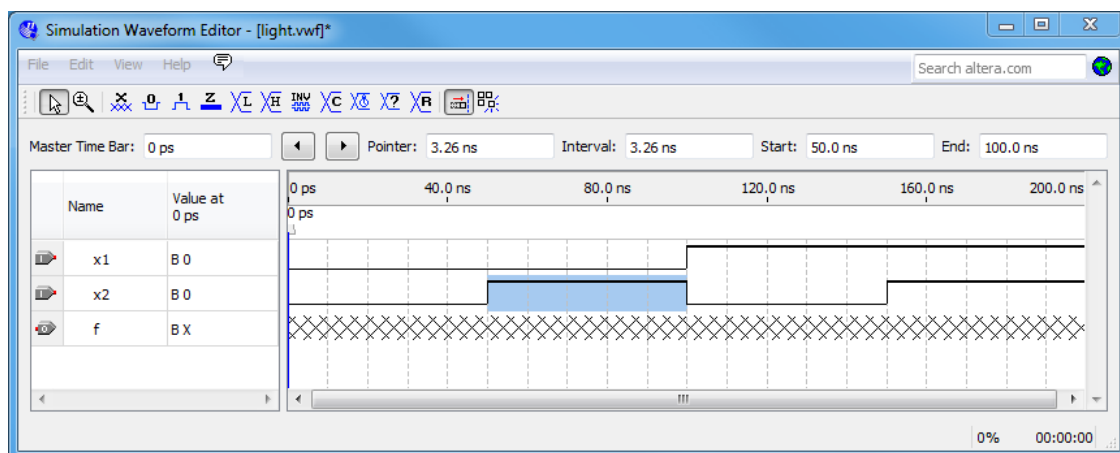 Simulation Waveform Editor - [light.vwf]*
File Edit View Help
Search altera.com
X 0 1 Z L H INV C ? R
Master Time Bar: 0 ps Pointer: 3.26 ns Interval: 3.26 ns Start: 50.0 ns End: 100.0 ns
Name Value at 0 ps 0 ps 40.0 ns 80.0 ns 120.0 ns 160.0 ns 200.0 ns
0 ps
x1 B 0
x2 B 0
f B X
0% 00:00:00